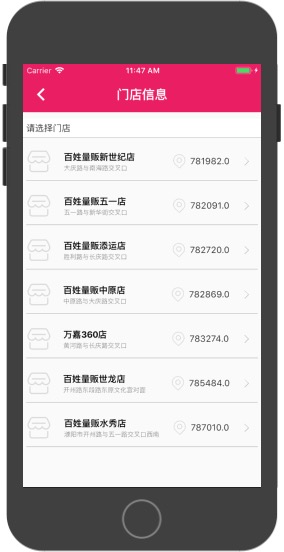 Carrier 11:47 AM
门店信息
请选择门店
百姓量贩新世纪店
大庆路与南海路交叉口
781982.0
百姓量贩五一店
五一路与新华街交叉口
782091.0
百姓量贩添运店
胜利路与长庆路交叉口
782720.0
百姓量贩中原店
中原路与大庆路交叉口
782869.0
万嘉360店
黄河路与长庆路交叉口
783274.0
百姓量贩世龙店
开州路东段路东原文化宫对面
785484.0
百姓量贩水秀店
濮阳市开州路与五一路交叉口西南
787010.0